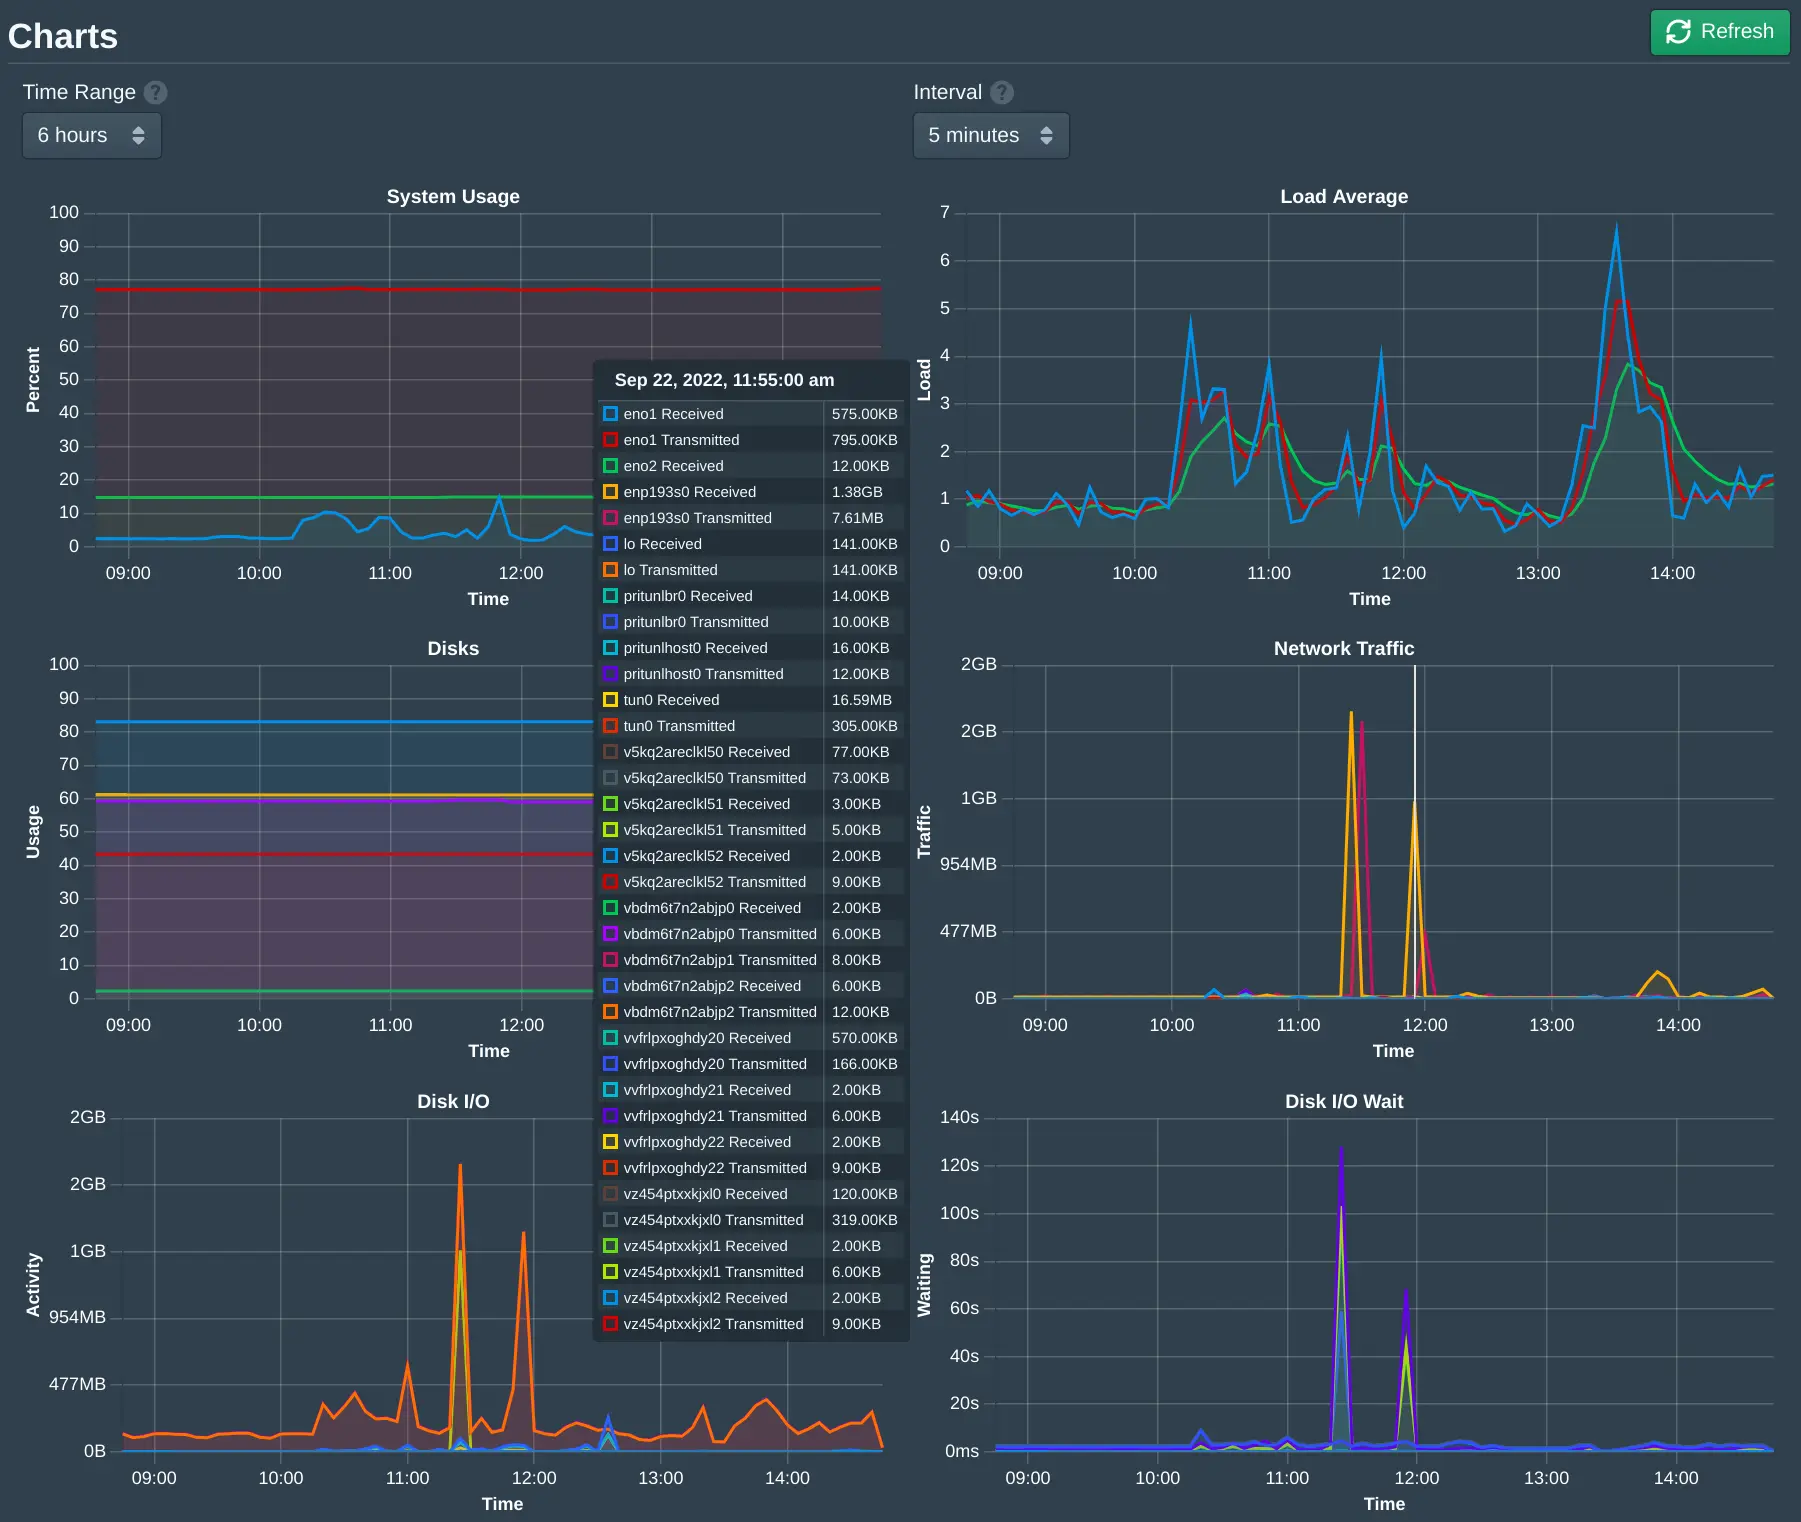 Charts
Refresh
Time Range ?
Interval ?
6 hours
5 minutes
System Usage
100
90
80
70
60
50
40
30
20
10
0
Percent
09:00 10:00 11:00 12:00
Time
Load Average
7
6
5
4
3
2
1
0
Load
09:00 10:00 11:00 12:00 13:00 14:00
Time
Sep 22, 2022, 11:55:00 am
eno1 Received 575.00KB
eno1 Transmitted 795.00KB
eno2 Received 12.00KB
enp193s0 Received 1.38GB
enp193s0 Transmitted 7.61MB
lo Received 141.00KB
lo Transmitted 141.00KB
pritunlbr0 Received 14.00KB
pritunlbr0 Transmitted 10.00KB
pritunlhost0 Received 16.00KB
pritunlhost0 Transmitted 12.00KB
tun0 Received 16.59MB
tun0 Transmitted 305.00KB
v5kq2areclkl50 Received 77.00KB
v5kq2areclkl50 Transmitted 73.00KB
v5kq2areclkl51 Received 3.00KB
v5kq2areclkl51 Transmitted 5.00KB
v5kq2areclkl52 Received 2.00KB
v5kq2areclkl52 Transmitted 9.00KB
vbdm6t7n2abjp0 Received 2.00KB
vbdm6t7n2abjp0 Transmitted 6.00KB
vbdm6t7n2abjp1 Transmitted 8.00KB
vbdm6t7n2abjp2 Received 6.00KB
vbdm6t7n2abjp2 Transmitted 12.00KB
vvfrlpxoghdy20 Received 570.00KB
vvfrlpxoghdy20 Transmitted 166.00KB
vvfrlpxoghdy21 Received 2.00KB
vvfrlpxoghdy21 Transmitted 6.00KB
vvfrlpxoghdy22 Received 2.00KB
vvfrlpxoghdy22 Transmitted 9.00KB
vz454ptxxkjxl0 Received 120.00KB
vz454ptxxkjxl0 Transmitted 319.00KB
vz454ptxxkjxl1 Received 2.00KB
vz454ptxxkjxl1 Transmitted 6.00KB
vz454ptxxkjxl2 Received 2.00KB
vz454ptxxkjxl2 Transmitted 9.00KB
Disks
100
90
80
70
60
50
40
30
20
10
0
Usage
09:00 10:00 11:00 12:00
Time
Network Traffic
2GB
2GB
1GB
954MB
477MB
0B
Traffic
09:00 10:00 11:00 12:00 13:00 14:00
Time
Disk I/O
2GB
2GB
1GB
954MB
477MB
0B
Activity
09:00 10:00 11:00 12:00 13:00 14:00
Time
Disk I/O Wait
140s
120s
100s
80s
60s
40s
20s
0ms
Waiting
09:00 10:00 11:00 12:00 13:00 14:00
Time